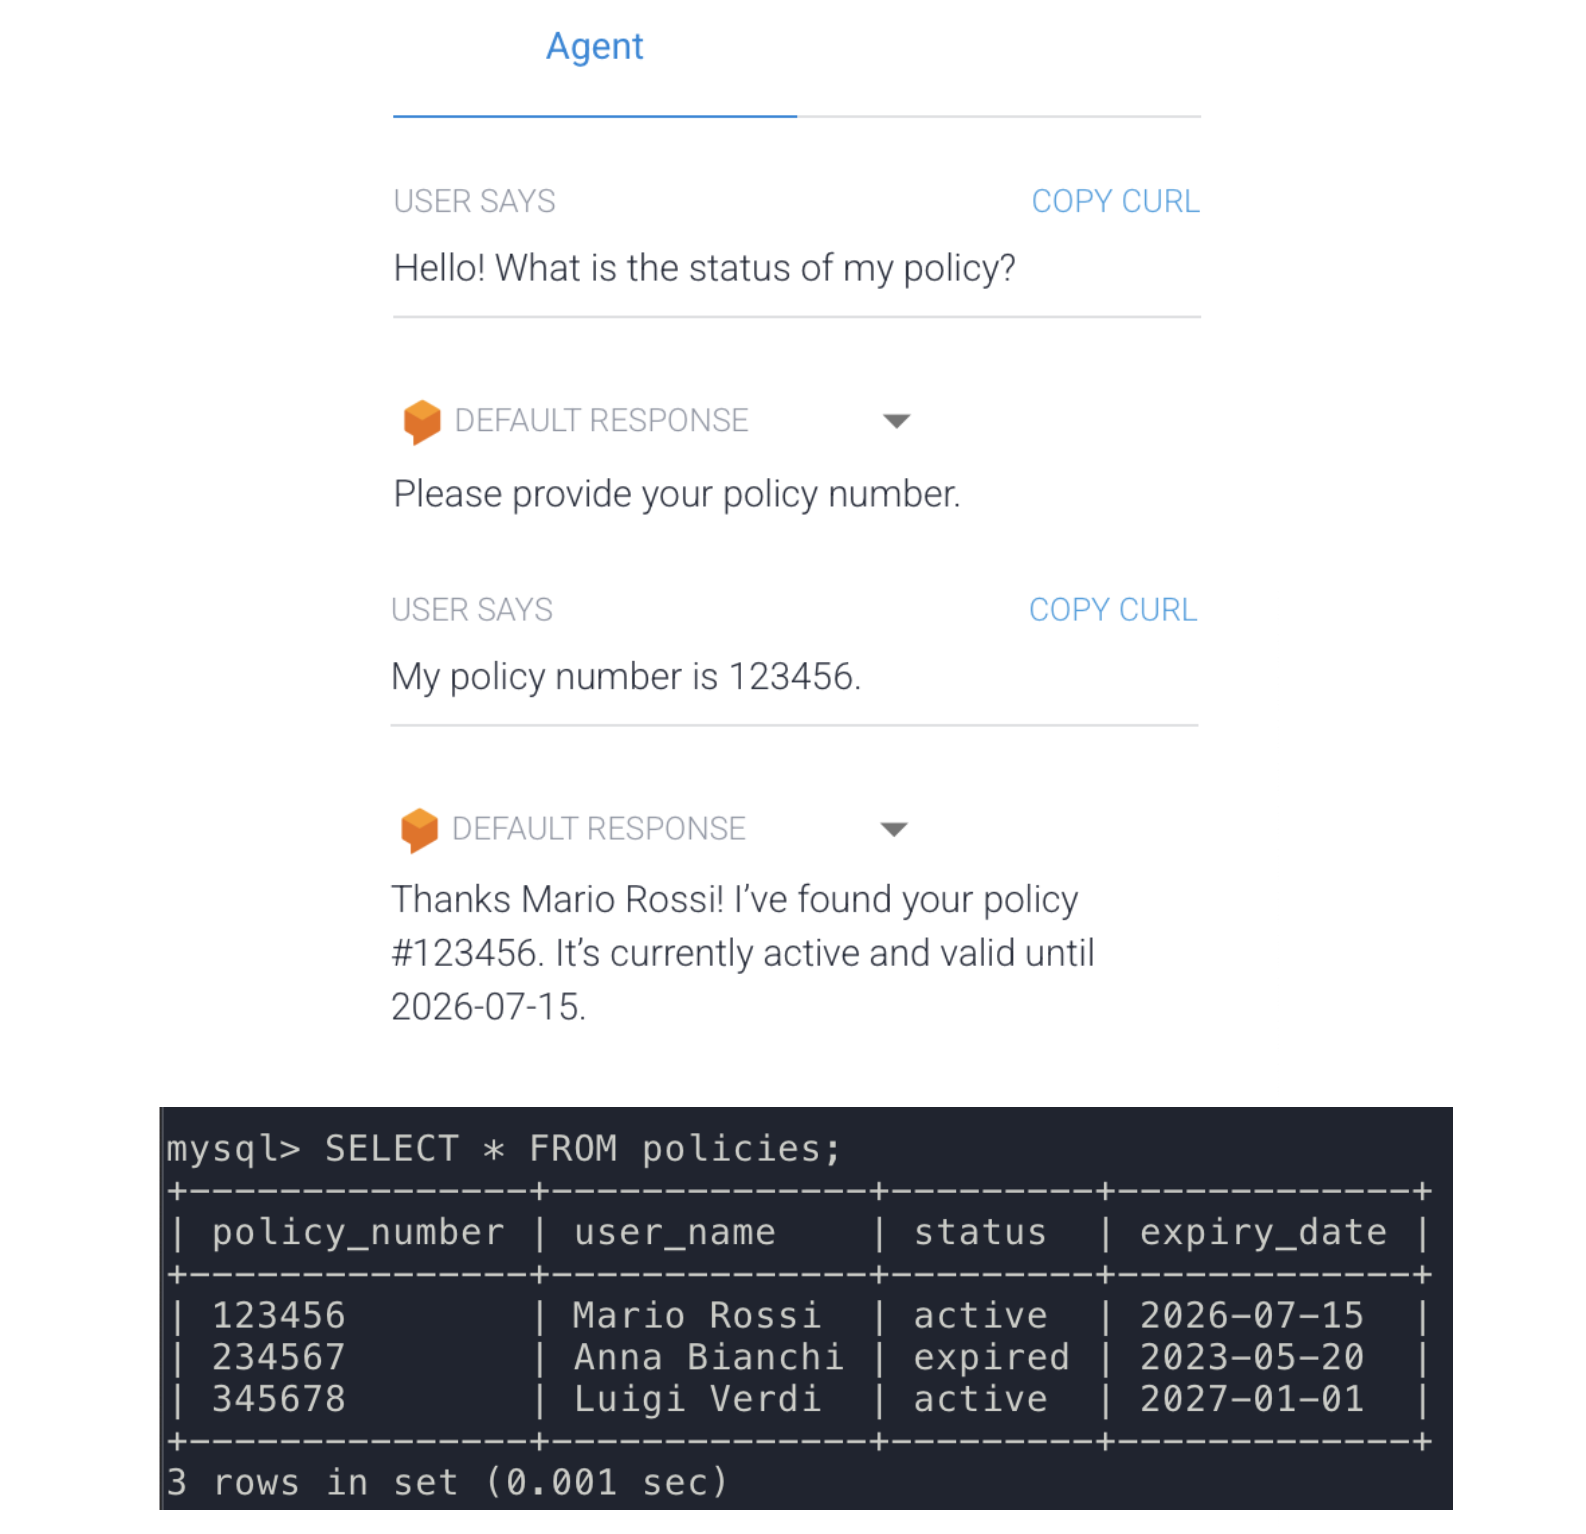 Agent
USER SAYS COPY CURL
Hello! What is the status of my policy?
DEFAULT RESPONSE
Please provide your policy number.
USER SAYS COPY CURL
My policy number is 123456.
DEFAULT RESPONSE
Thanks Mario Rossi! I’ve found your policy
#123456. It’s currently active and valid until
2026-07-15.
mysql> SELECT * FROM policies;
+---------------+-------------+---------+-------------+
| policy_number | user_name   | status  | expiry_date |
+---------------+-------------+---------+-------------+
| 123456        | Mario Rossi  | active  | 2026-07-15  |
| 234567        | Anna Bianchi | expired | 2023-05-20  |
| 345678        | Luigi Verdi  | active  | 2027-01-01  |
+---------------+-------------+---------+-------------+
3 rows in set (0.001 sec)